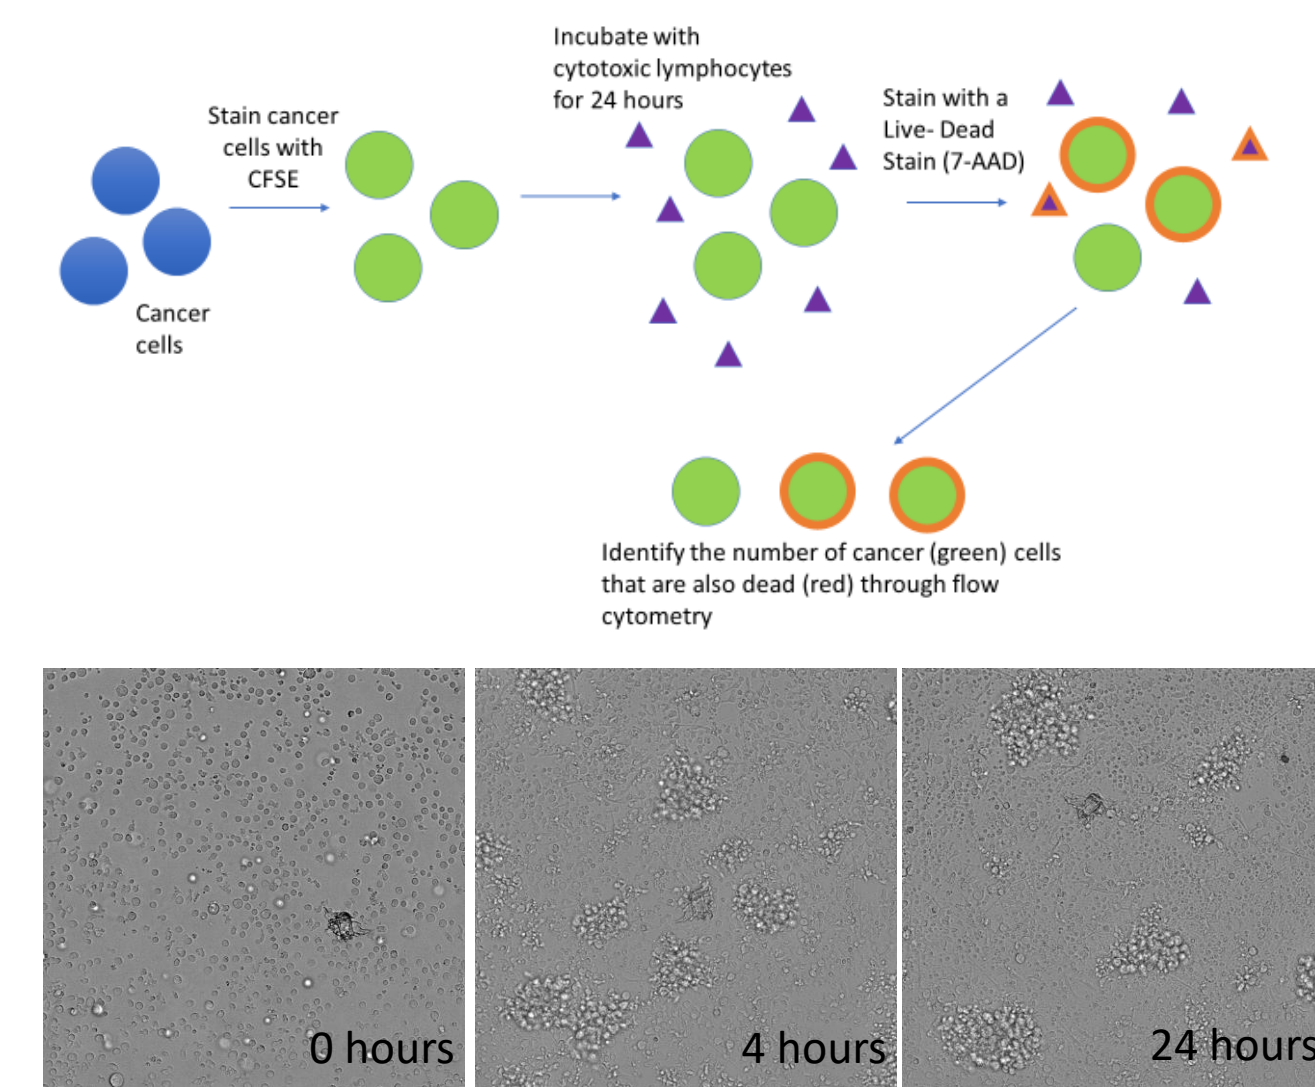 Incubate with
cytotoxic lymphocytes
for 24 hours
Stain cancer
cells with
CFSE
Stain with a
Live- Dead
Stain (7-AAD)
Cancer
cells
Identify the number of cancer (green) cells
that are also dead (red) through flow
cytometry
0 hours
4 hours
24 hours